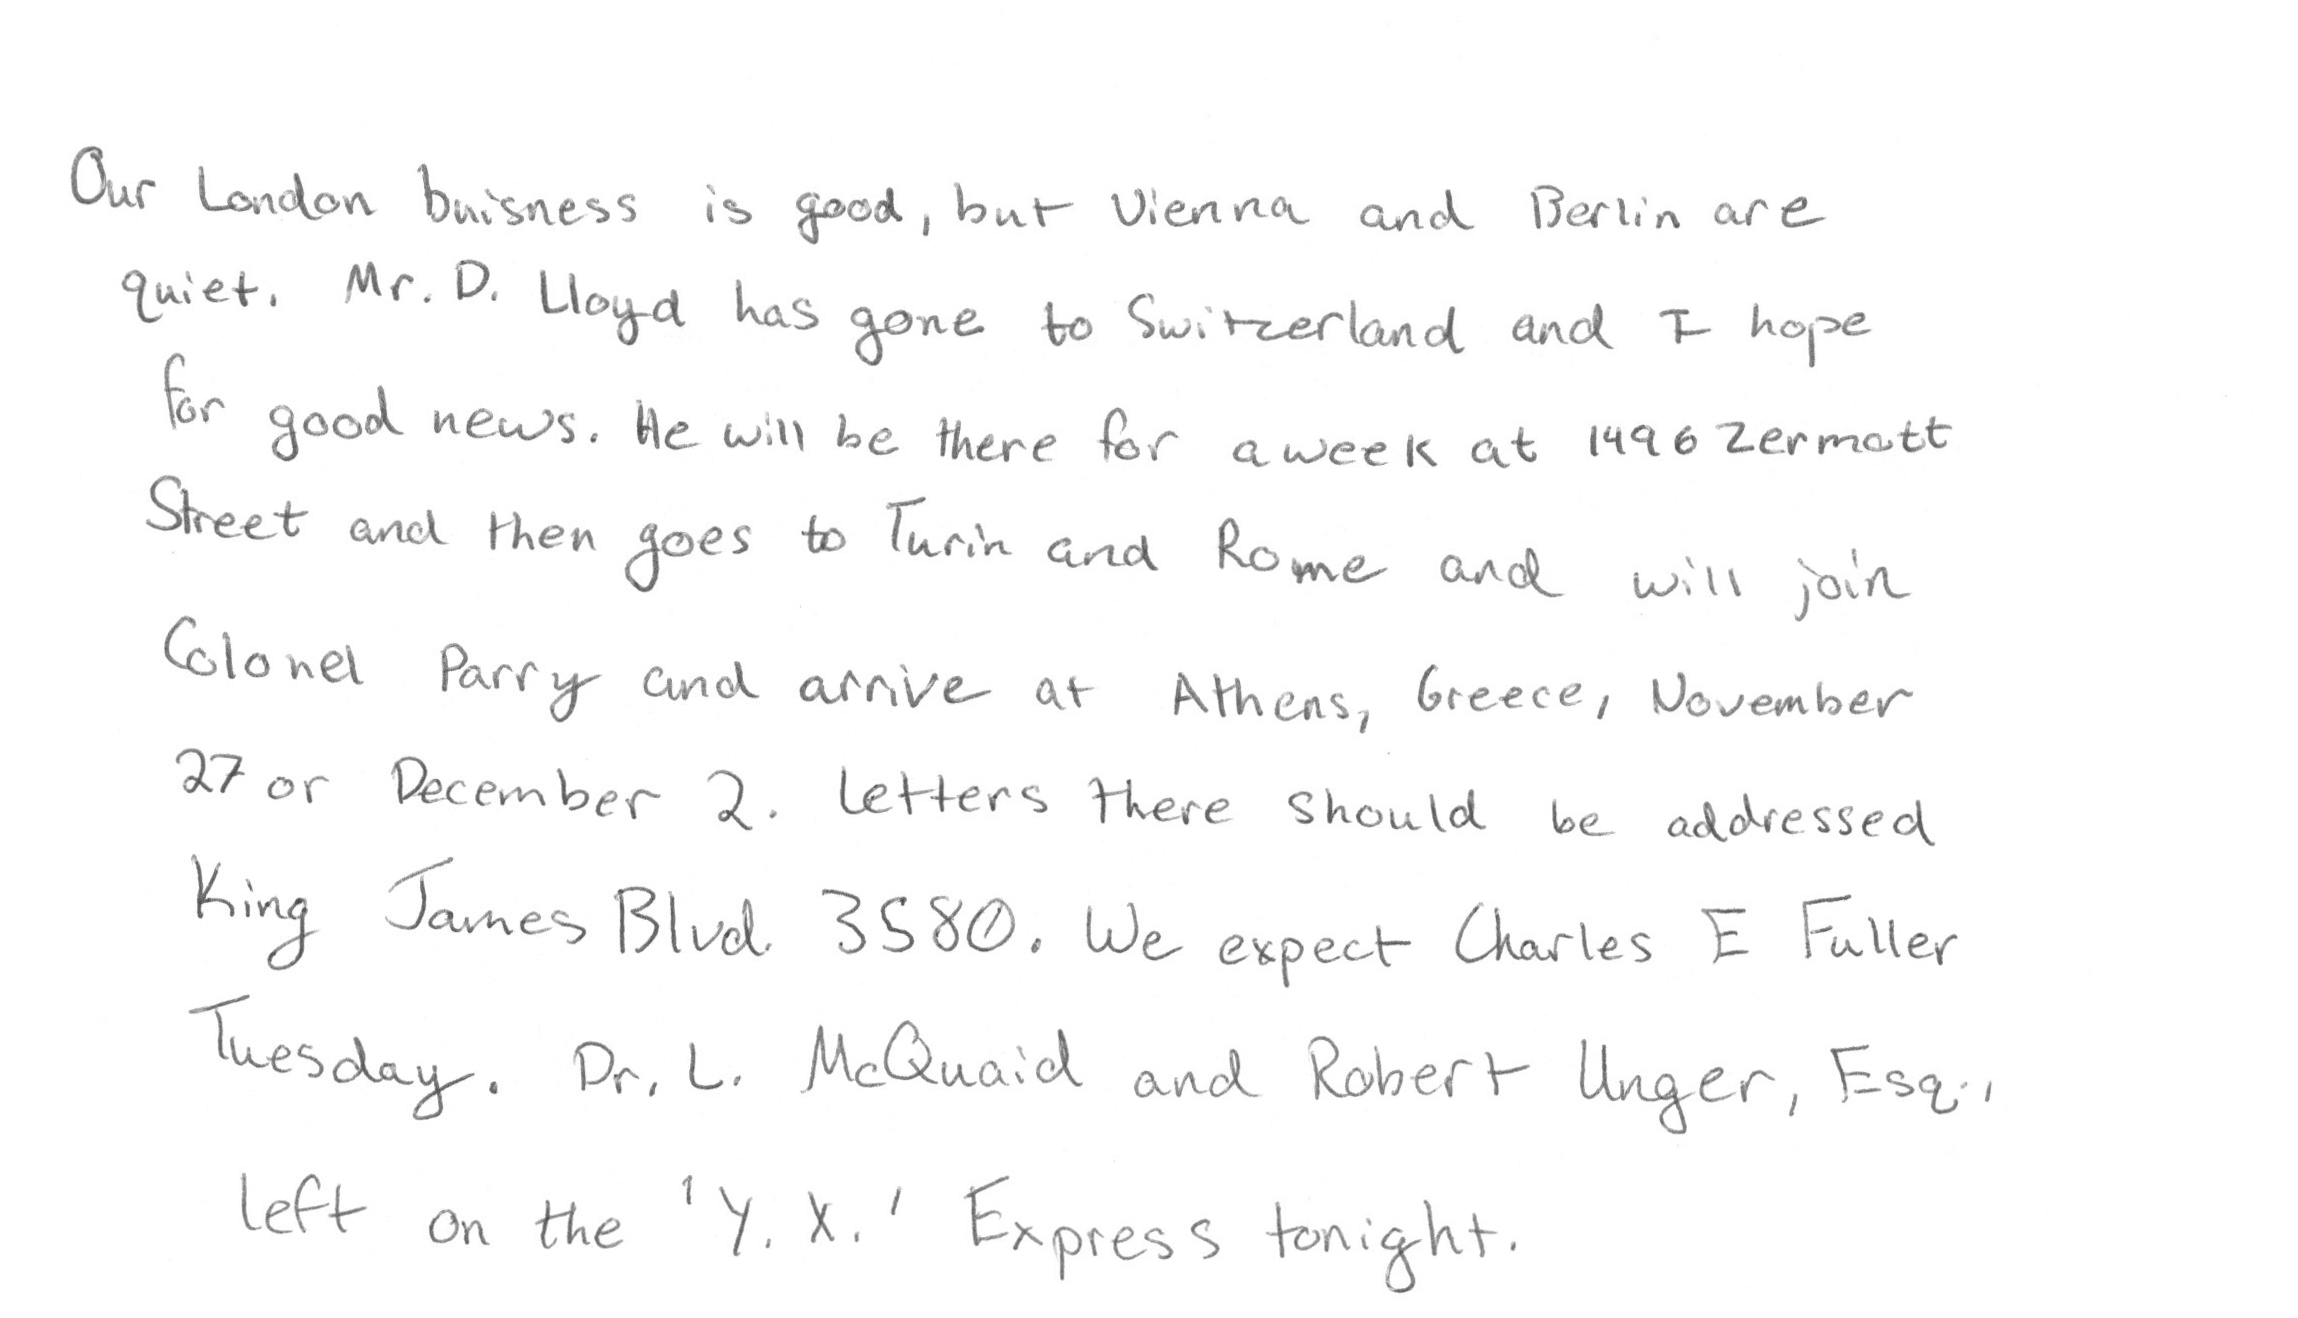 Our London buisness is good, but Vienna and Berlin are
quiet. Mr. D. Lloyd has gone to Switzerland and I hope
for good news. He will be there for a week at 1496 Zermatt
Street and then goes to Turin and Rome and will join
Colonel Parry and arrive at Athens, Greece, November
27 or December 2. Letters there should be addressed
King James Blvd. 3580. We expect Charles E Fuller
Tuesday. Dr. L. McQuaid and Robert Unger, Esq.,
left on the 'Y. X.' Express tonight.